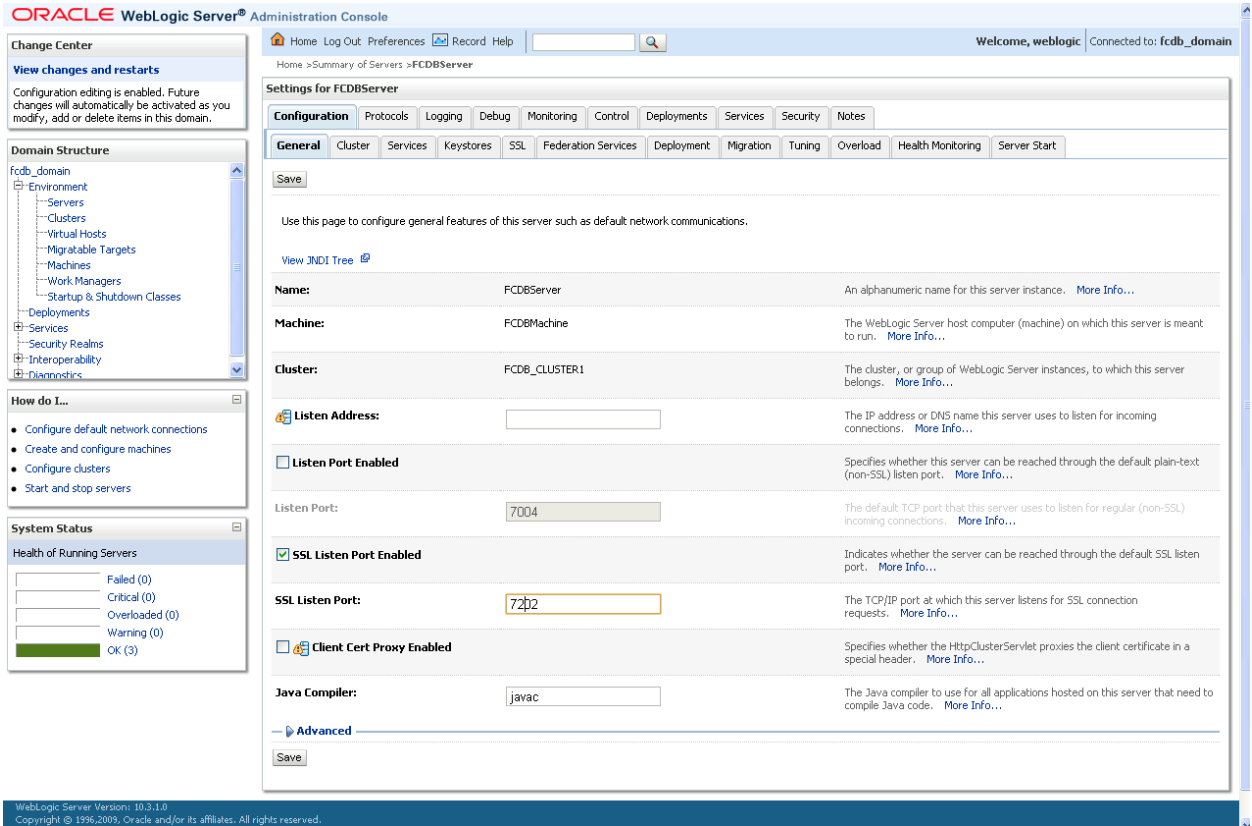 ORACLE WebLogic Server® Administration Console
Change Center
View changes and restarts
Configuration editing is enabled. Future
changes will automatically be activated as you
modify, add or delete items in this domain.
Domain Structure
fcdb_domain
Environment
Servers
Clusters
Virtual Hosts
Migratable Targets
Machines
Work Managers
Startup & Shutdown Classes
Deployments
Services
Security Realms
Interoperability
Diagnostics
How do I...
Configure default network connections
Create and configure machines
Configure clusters
Start and stop servers
System Status
Health of Running Servers
Failed (0)
Critical (0)
Overloaded (0)
Warning (0)
OK (3)
Home Log Out Preferences Record Help
Welcome, weblogic Connected to: fcdb_domain
Home >Summary of Servers >FCDBServer
Settings for FCDBServer
Configuration Protocols Logging Debug Monitoring Control Deployments Services Security Notes
General Cluster Services Keystores SSL Federation Services Deployment Migration Tuning Overload Health Monitoring Server Start
Save
Use this page to configure general features of this server such as default network communications.
View JNDI Tree
Name: FCDBServer An alphanumeric name for this server instance. More Info...
Machine: FCDBMachine The WebLogic Server host computer (machine) on which this server is meant
to run. More Info...
Cluster: FCDB_CLUSTER1 The cluster, or group of WebLogic Server instances, to which this server
belongs. More Info...
Listen Address: The IP address or DNS name this server uses to listen for incoming
connections. More Info...
Listen Port Enabled Specifies whether this server can be reached through the default plain-text
(non-SSL) listen port. More Info...
Listen Port: 7004 The default TCP port that this server uses to listen for regular (non-SSL)
incoming connections. More Info...
SSL Listen Port Enabled Indicates whether the server can be reached through the default SSL listen
port. More Info...
SSL Listen Port: 7202 The TCP/IP port at which this server listens for SSL connection
requests. More Info...
Client Cert Proxy Enabled Specifies whether the HttpClusterServlet proxies the client certificate in a
special header. More Info...
Java Compiler: javac The Java compiler to use for all applications hosted on this server that need to
compile Java code. More Info...
Advanced
Save
WebLogic Server Version: 10.3.1.0
Copyright © 1996,2009, Oracle and/or its affiliates. All rights reserved.